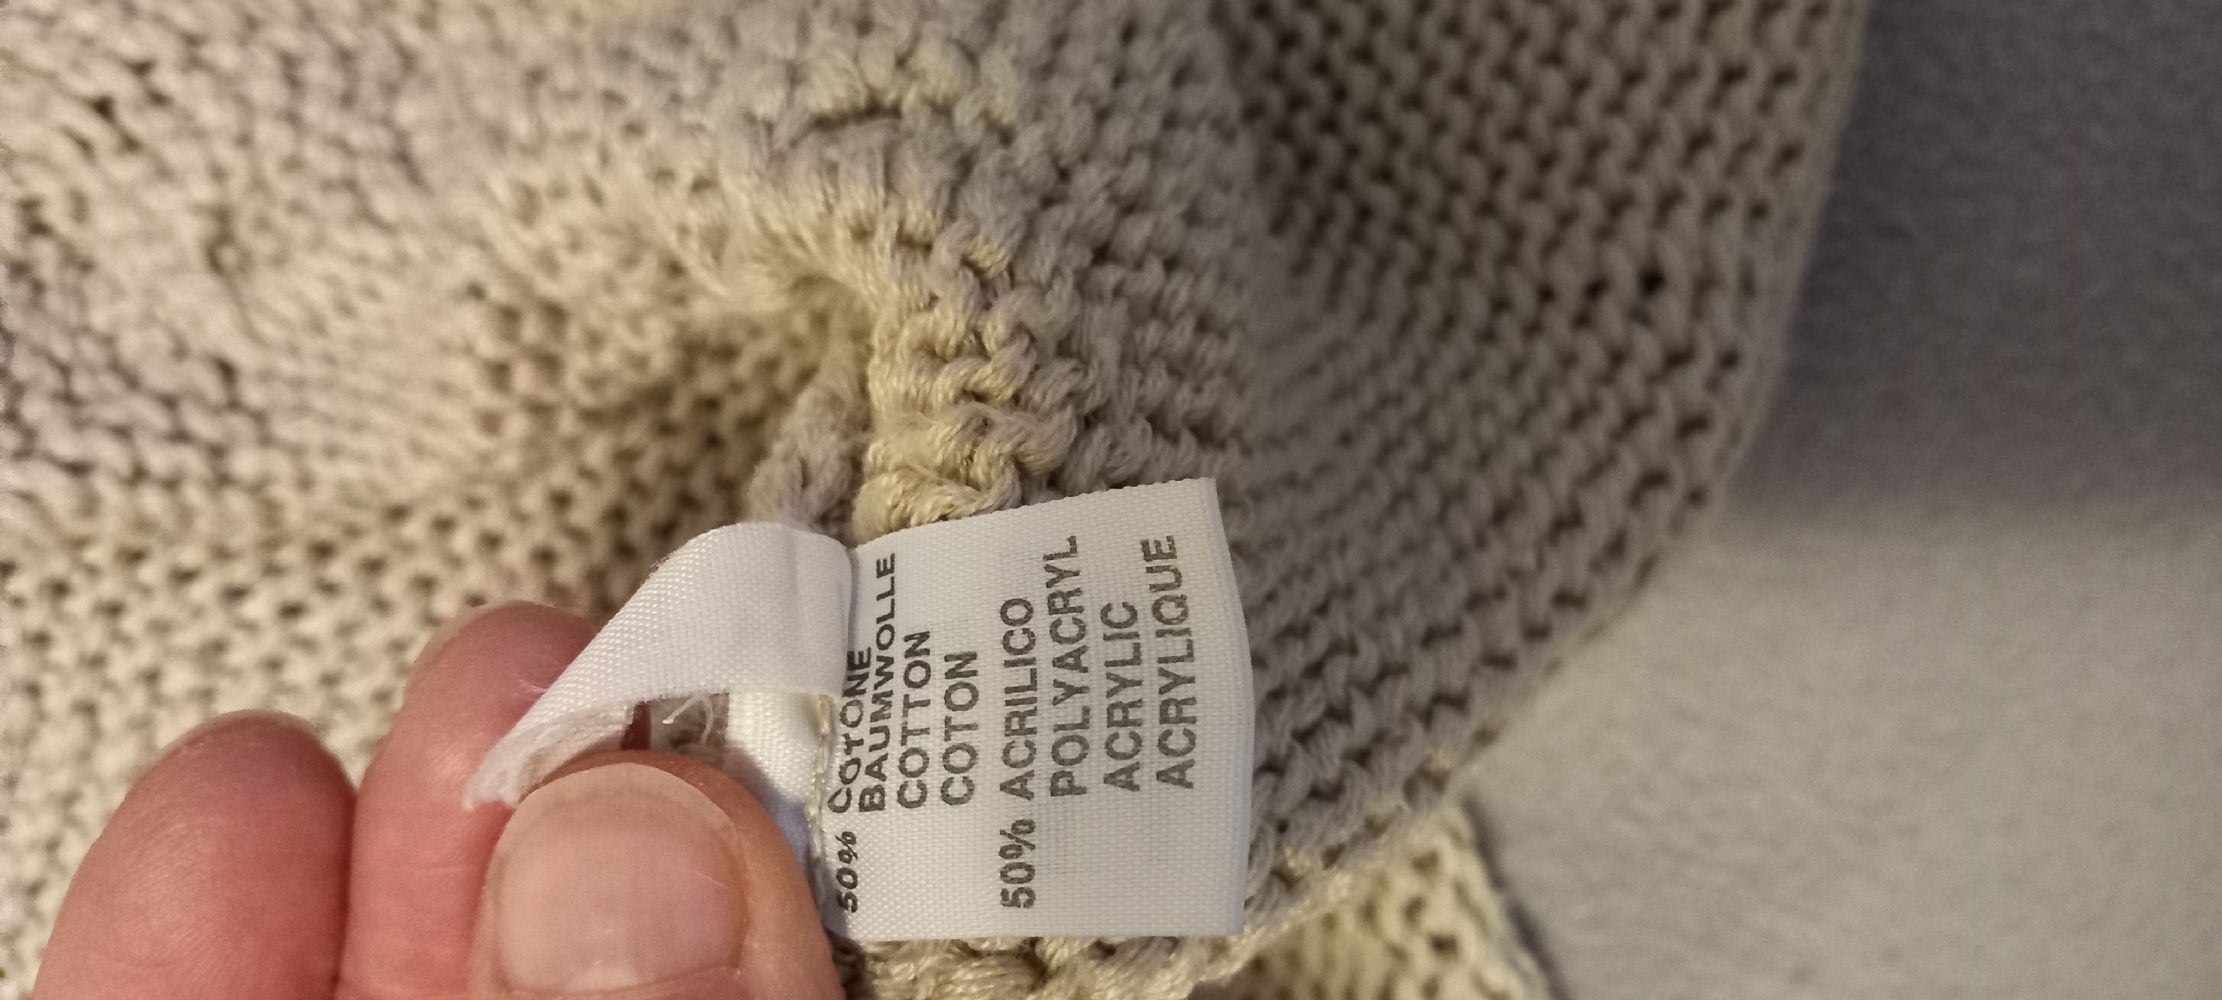 50% COTONE
BAUMWOLLE
COTTON
COTON
50% ACRILICO
POLYACRYL
ACRYLIC
ACRYLIQUE